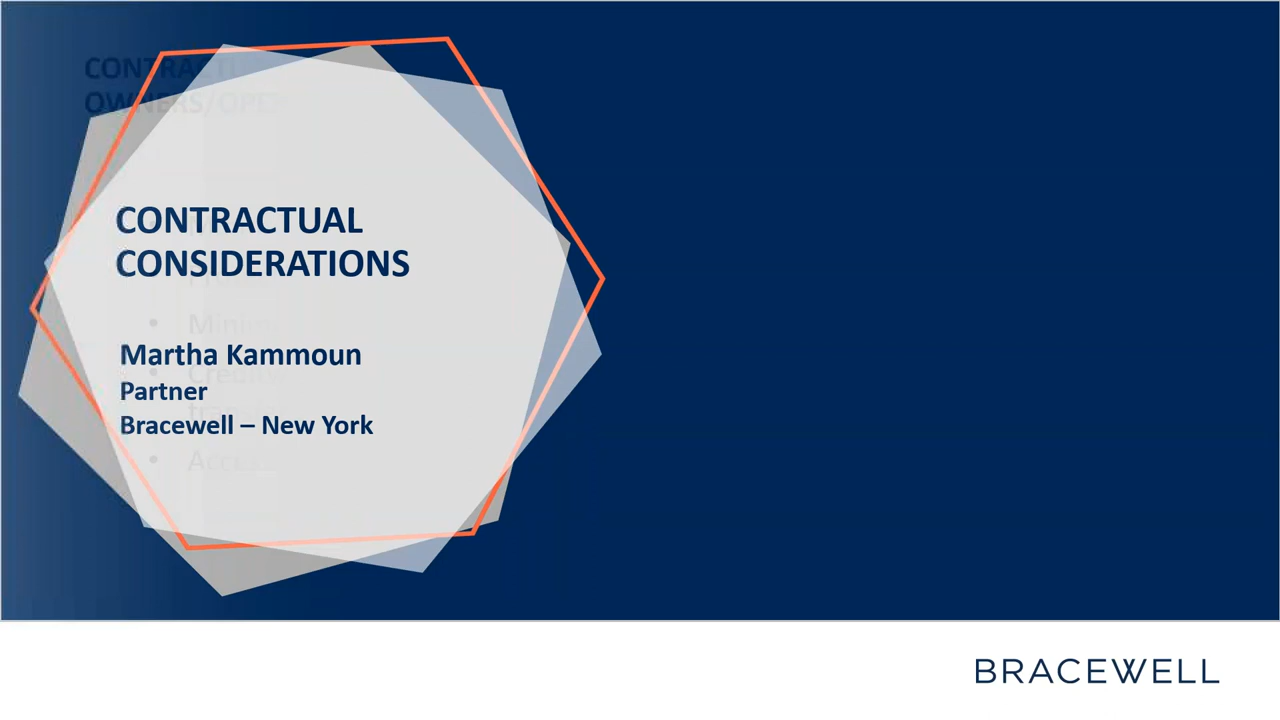 CONTRACTUAL
CONSIDERATIONS
Martha Kammoun
Partner
Bracewell – New York
BRACEWELL